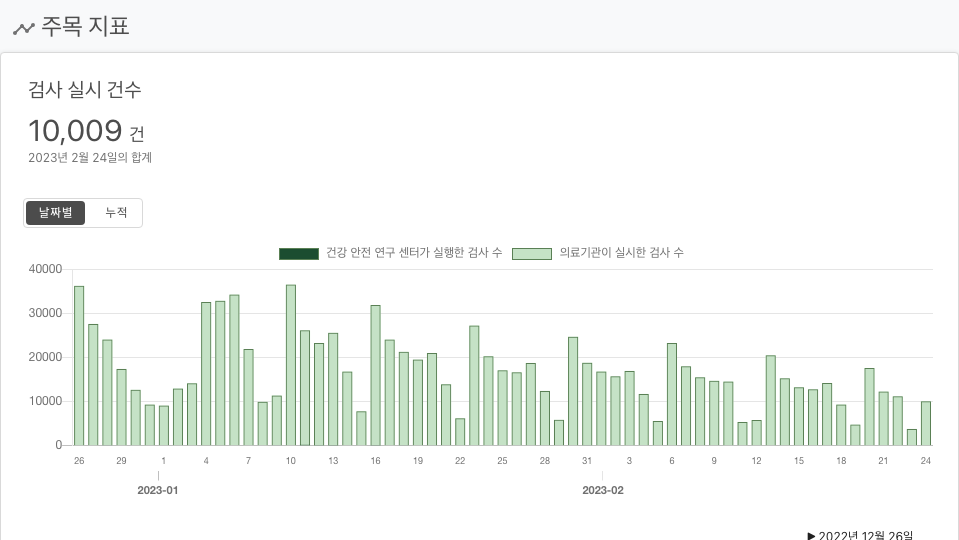 주목 지표
검사 실시 건수
10,009 건
2023년 2월 24일의 합계
날짜별 누적
건강 안전 연구 센터가 실행한 검사 수 의료기관이 실시한 검사 수
40000
30000
20000
10000
0
26 29 1 4 7 10 13 16 19 22 25 28 31 3 6 9 12 15 18 21 24
2023-01 2023-02
▶ 2022년 12월 26일